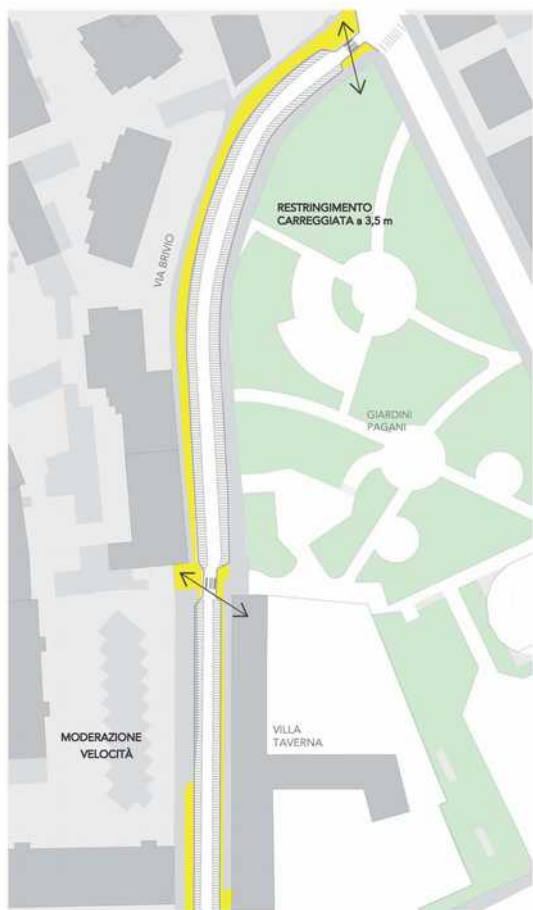 RESTRINGIMENTO
CARREGGIATA a 3,5 m
VIA BRIVIO
GIARDINI
PAGANI
VILLA
TAVERNA
MODERAZIONE
VELOCITÀ